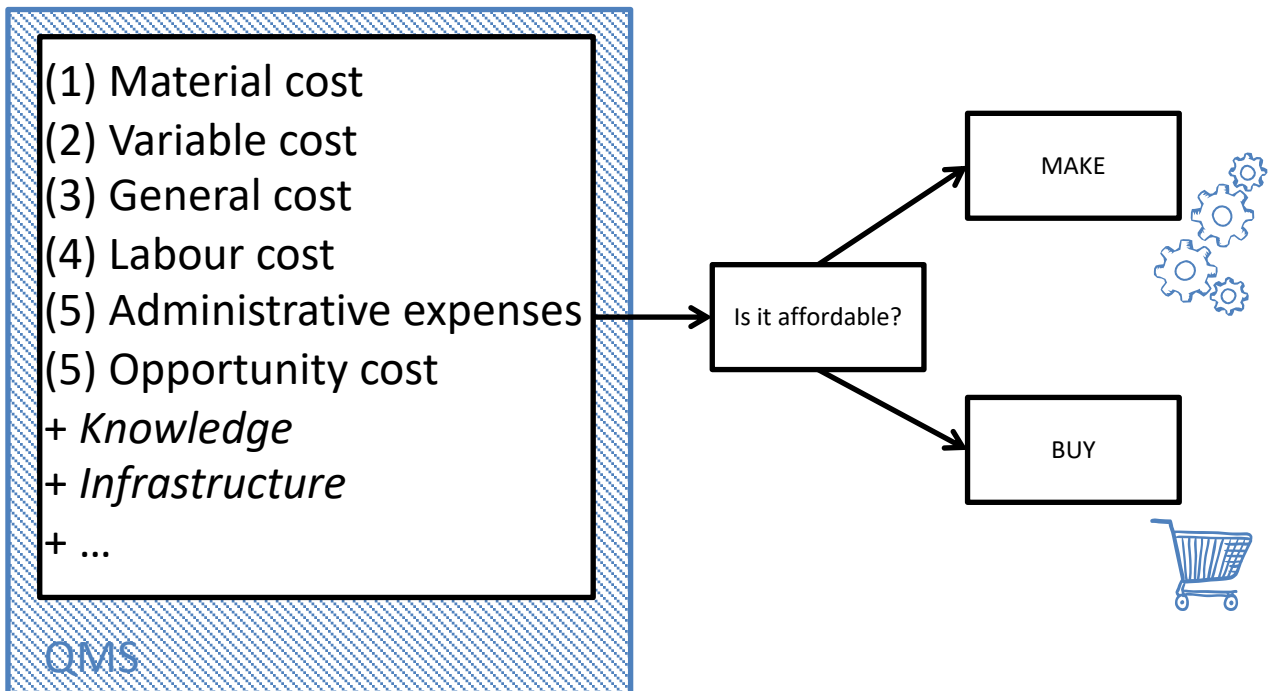 (1) Material cost
(2) Variable cost
(3) General cost
(4) Labour cost
(5) Administrative expenses
(5) Opportunity cost
+ Knowledge
+ Infrastructure
+ ...
QMS
Is it affordable?
MAKE
BUY